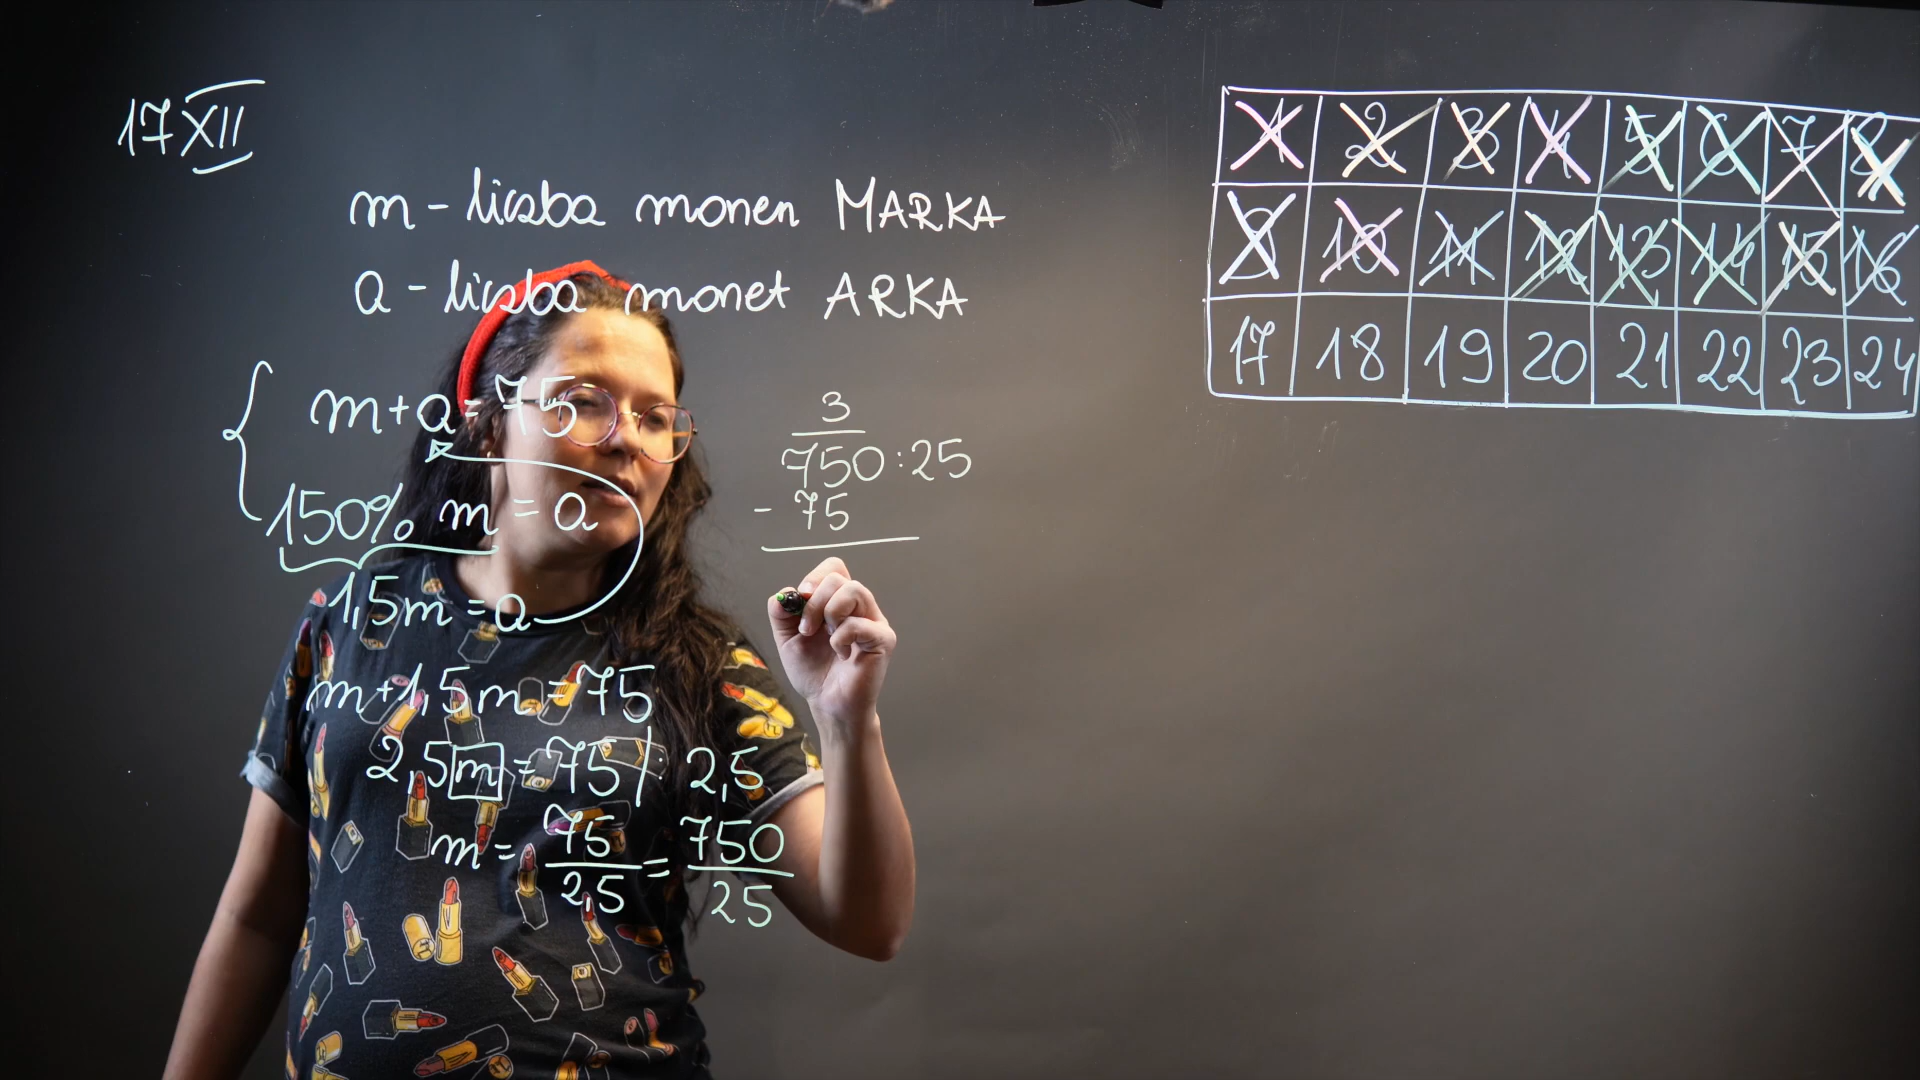 17 XII
m - liczba monen MARKA
a - liczba monet ARKA
m+a=75
150% m = a
1,5m = a
m+1,5m = 75
2,5m = 75 / : 2,5
m = 75/2,5 = 750/25
3
750:25
- 75
1 2 3 4 5 6 7 8
9 10 11 12 13 14 15 16
17 18 19 20 21 22 23 24